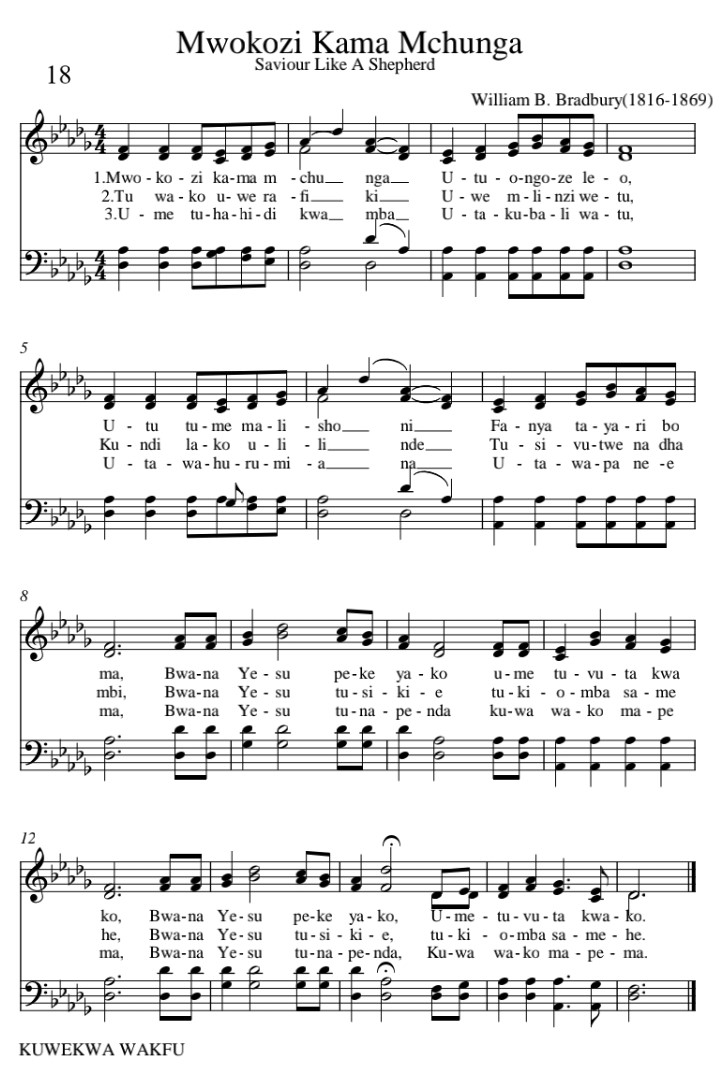 Mwokozi Kama Mchunga
Saviour Like A Shepherd
18
William B. Bradbury(1816-1869)
1.Mwo - ko - zi ka-ma m - chu__ nga__ U - tu - o-ngo-ze le - o,
2.Tu wa - ko u - we ra - fi__ ki__ U - we m - li-nzi we - tu,
3.U - me tu-ha-hi-di kwa__ mba__ U - ta - ku-ba - li wa - tu,
5
U - tu tu - me ma - li - sho__ ni__ Fa - nya ta - ya - ri bo
Ku - ndi la - ko u - li - li__ nde__ Tu - si - vu-twe na dha
U - ta - wa-hu - ru - mi - a__ na__ U - ta - wa-pa ne - e
8
ma, Bwa-na Ye - su pe-ke ya - ko u - me tu - vu - ta kwa
mbi, Bwa-na Ye - su tu - si - ki - e tu-ki - o-mba sa - me
ma, Bwa-na Ye - su tu-na - pe-nda ku-wa wa - ko ma - pe
12
ko, Bwa-na Ye - su pe-ke ya - ko, U-me - tu - vu-ta kwa-ko.
he, Bwa-na Ye - su tu-si - ki - e, tu-ki - o-mba sa - me - he.
ma, Bwa-na Ye - su tu-na - pe-nda, Ku-wa wa-ko ma-pe - ma.
KUWEKWA WAKFU